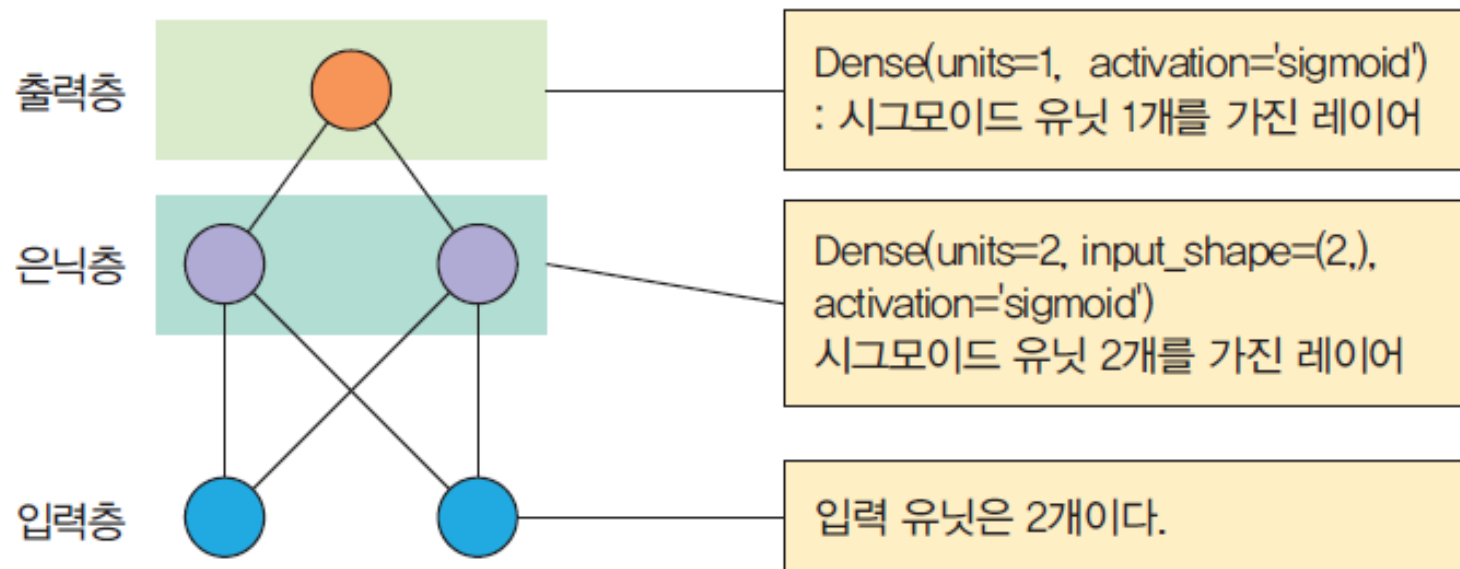 출력층
Dense(units=1, activation='sigmoid')
: 시그모이드 유닛 1개를 가진 레이어
은닉층
Dense(units=2, input_shape=(2,),
activation='sigmoid')
시그모이드 유닛 2개를 가진 레이어
입력층
입력 유닛은 2개이다.